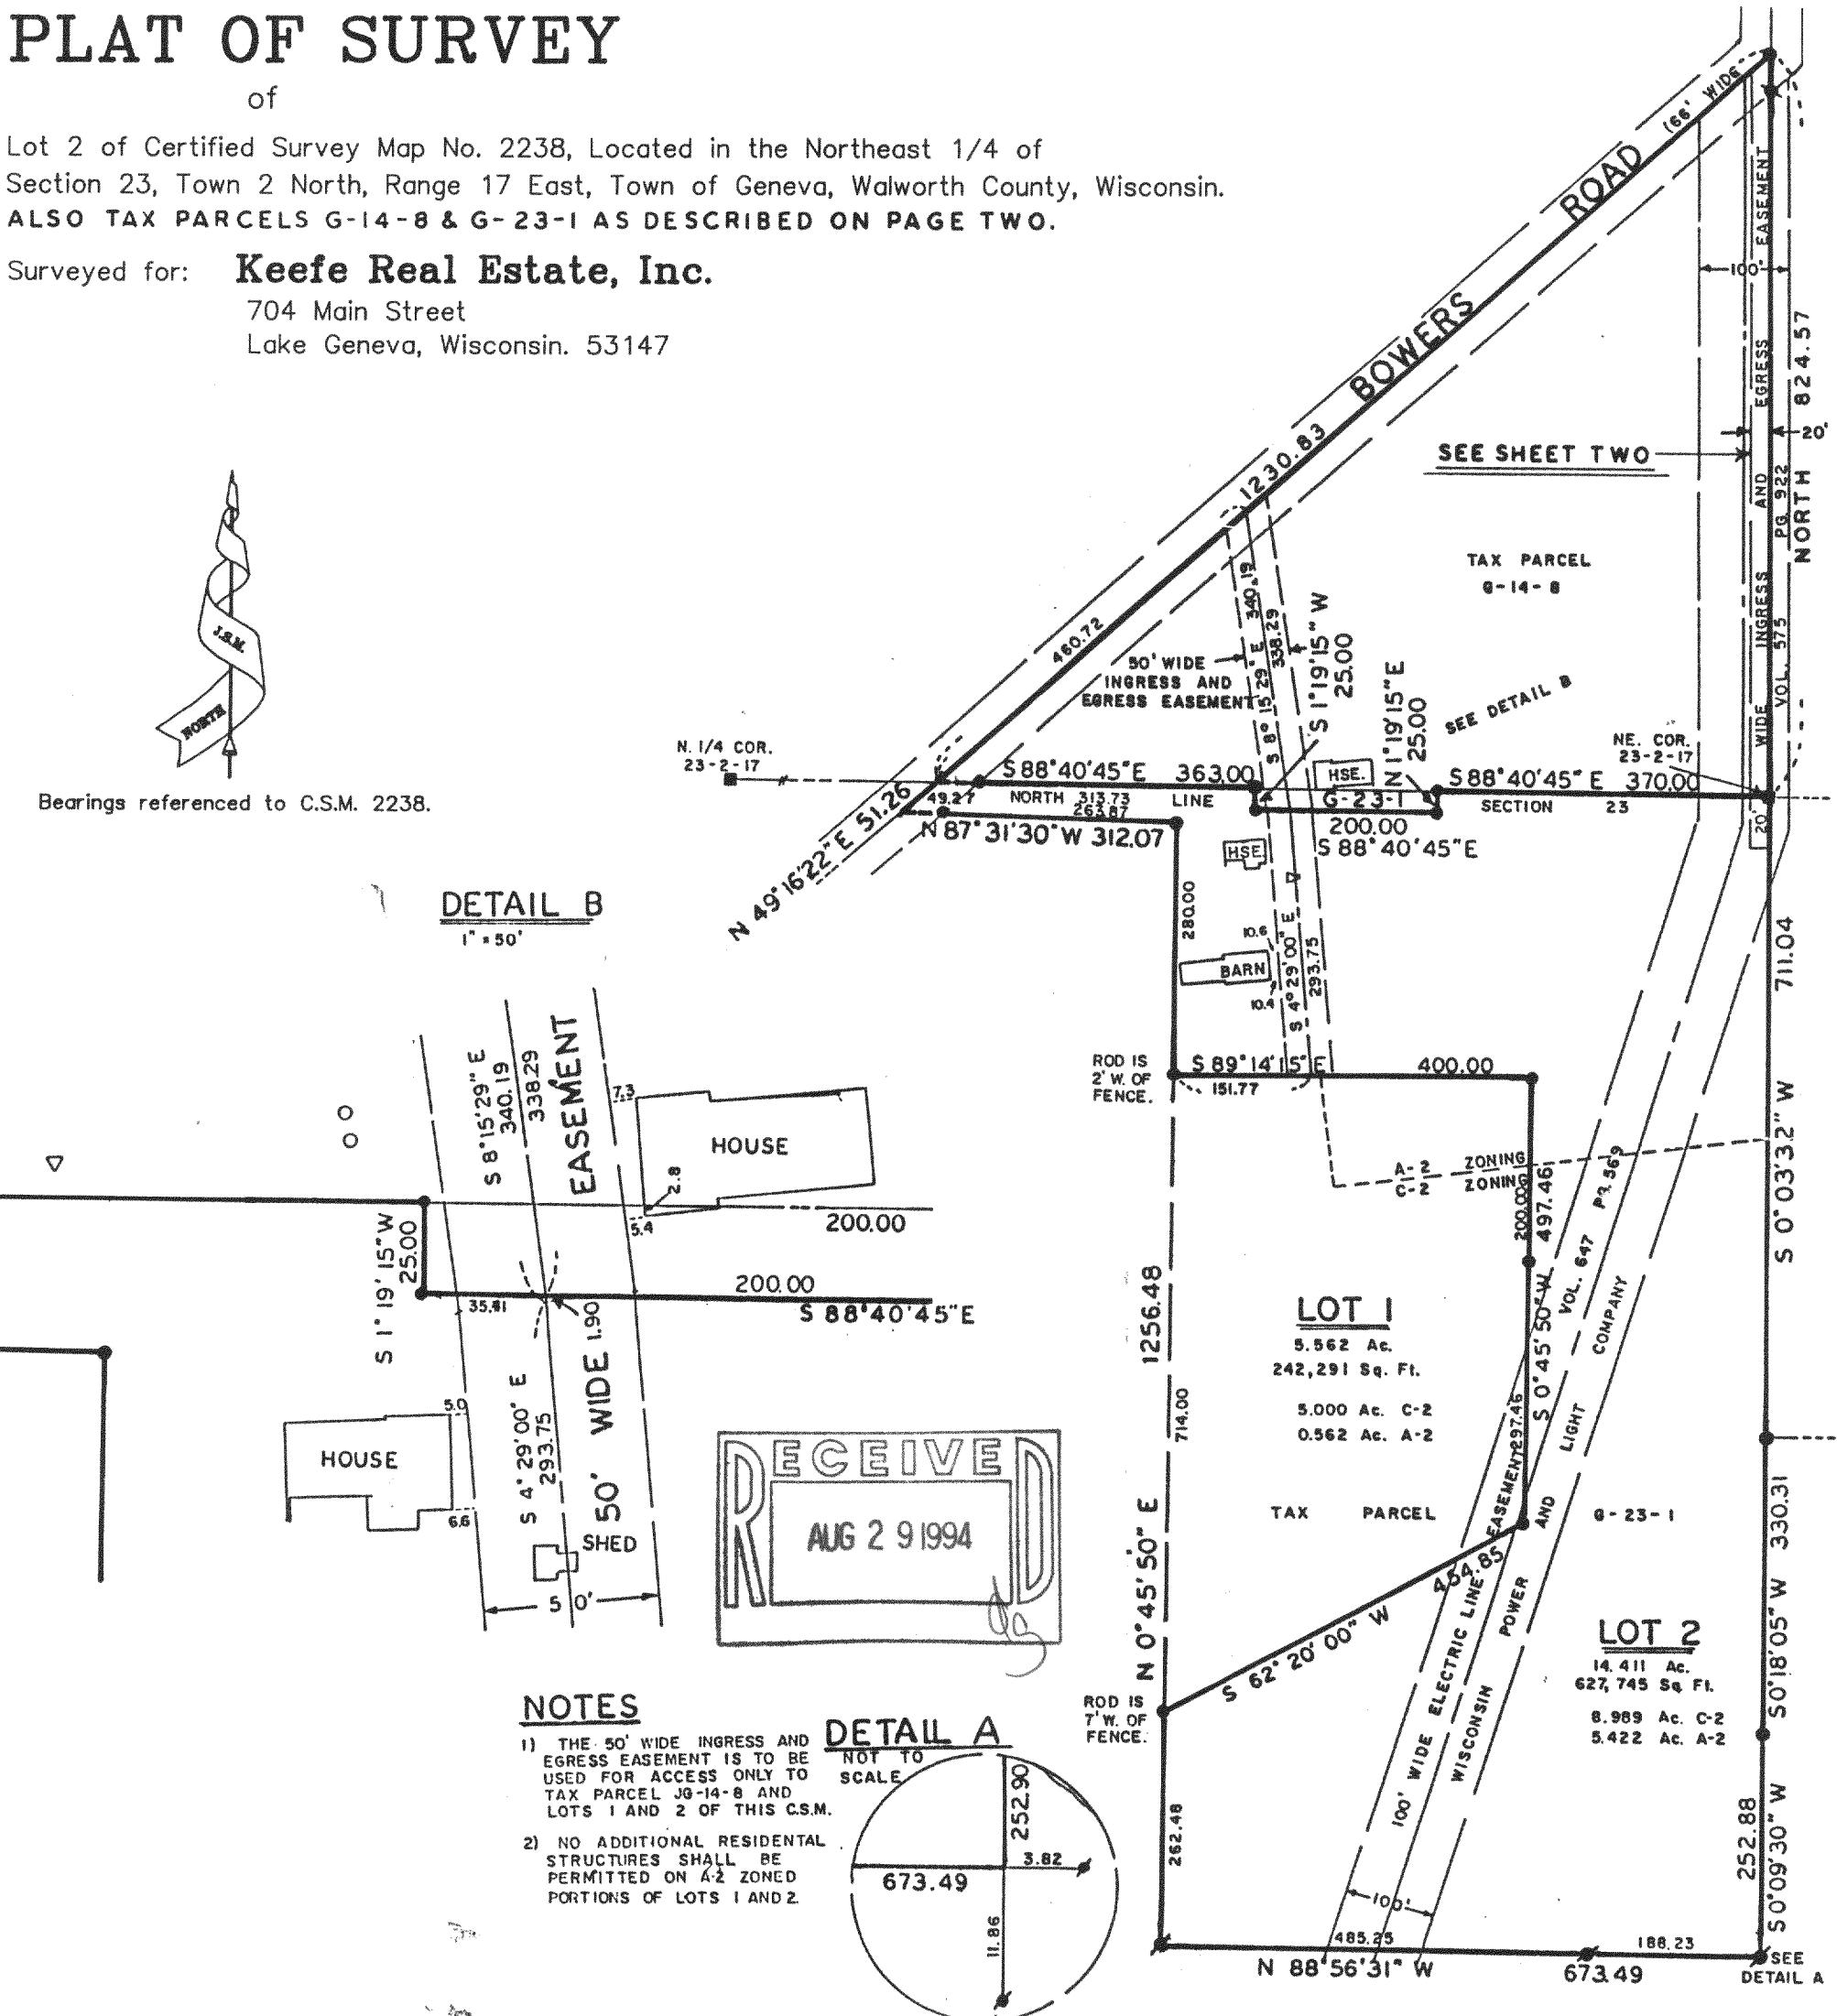 PLAT OF SURVEY
of
Lot 2 of Certified Survey Map No. 2238, Located in the Northeast 1/4 of
Section 23, Town 2 North, Range 17 East, Town of Geneva, Walworth County, Wisconsin.
ALSO TAX PARCELS G-14-8 & G-23-1 AS DESCRIBED ON PAGE TWO.
Surveyed for: Keefe Real Estate, Inc.
704 Main Street
Lake Geneva, Wisconsin. 53147
J.S.M.
NORTH
Bearings referenced to C.S.M. 2238.
BOWERS ROAD (66' WIDE
1230.83
460.72
100'
WIDE INGRESS AND EGRESS EASEMENT
VOL. 575 PG 922
NORTH 824.57
20'
SEE SHEET TWO
TAX PARCEL
G-14-8
50' WIDE
INGRESS AND
EGRESS EASEMENT
S 8° 15' 29" E 340.19
338.29
S 1°19'15" W
25.00
N 1°19'15"E
25.00
SEE DETAIL B
N. 1/4 COR.
23-2-17
NE. COR.
23-2-17
S 88°40'45"E 363.00
HSE.
S 88°40'45" E 370.00
49.27
NORTH 313.73 LINE
263.87
G-23-1
SECTION 23
20'
N 49°16'22" E 51.26
N 87°31'30" W 312.07
200.00
S 88°40'45"E
HSE
280.00
10.6
BARN
10.4
S 4° 29'00" E
293.75
711.04
S 0° 03'32" W
ROD IS
2' W. OF
FENCE.
S 89°14'15" E 400.00
151.77
A-2 ZONING
C-2 ZONING
200.00
497.46
S 0°45'50" W
297.46
VOL. 647 PG. 569
1256.48
714.00
N 0°45'50" E
LOT 1
5.562 Ac.
242,291 Sq. Ft.
5.000 Ac. C-2
0.562 Ac. A-2
TAX PARCEL G-23-1
S 62° 20' 00" W
454.85
100' WIDE ELECTRIC LINE EASEMENT
WISCONSIN POWER AND LIGHT COMPANY
LOT 2
14.411 Ac.
627,745 Sq Ft.
8.989 Ac. C-2
5.422 Ac. A-2
330.31
S 0°18'05" W
252.88
S 0°09'30" W
ROD IS
7' W. OF
FENCE.
262.48
100'
485.25
188.23
N 88°56'31" W
673.49
SEE
DETAIL A
DETAIL B
1" = 50'
S 8°15'29" E
340.19
338.29
EASEMENT
7.3
HOUSE
2.8
5.4
200.00
S 1° 19' 15" W
25.00
35.41
200.00
S 88°40'45"E
1.90
50' WIDE
S 4° 29'00" E
293.75
5.0
HOUSE
6.6
SHED
50'
RECEIVED
AUG 29 1994
NOTES
1) THE 50' WIDE INGRESS AND
EGRESS EASEMENT IS TO BE
USED FOR ACCESS ONLY TO
TAX PARCEL JG-14-8 AND
LOTS 1 AND 2 OF THIS C.S.M.
2) NO ADDITIONAL RESIDENTAL
STRUCTURES SHALL BE
PERMITTED ON A-2 ZONED
PORTIONS OF LOTS 1 AND 2.
DETAIL A
NOT TO
SCALE
252.90
3.82
673.49
11.86